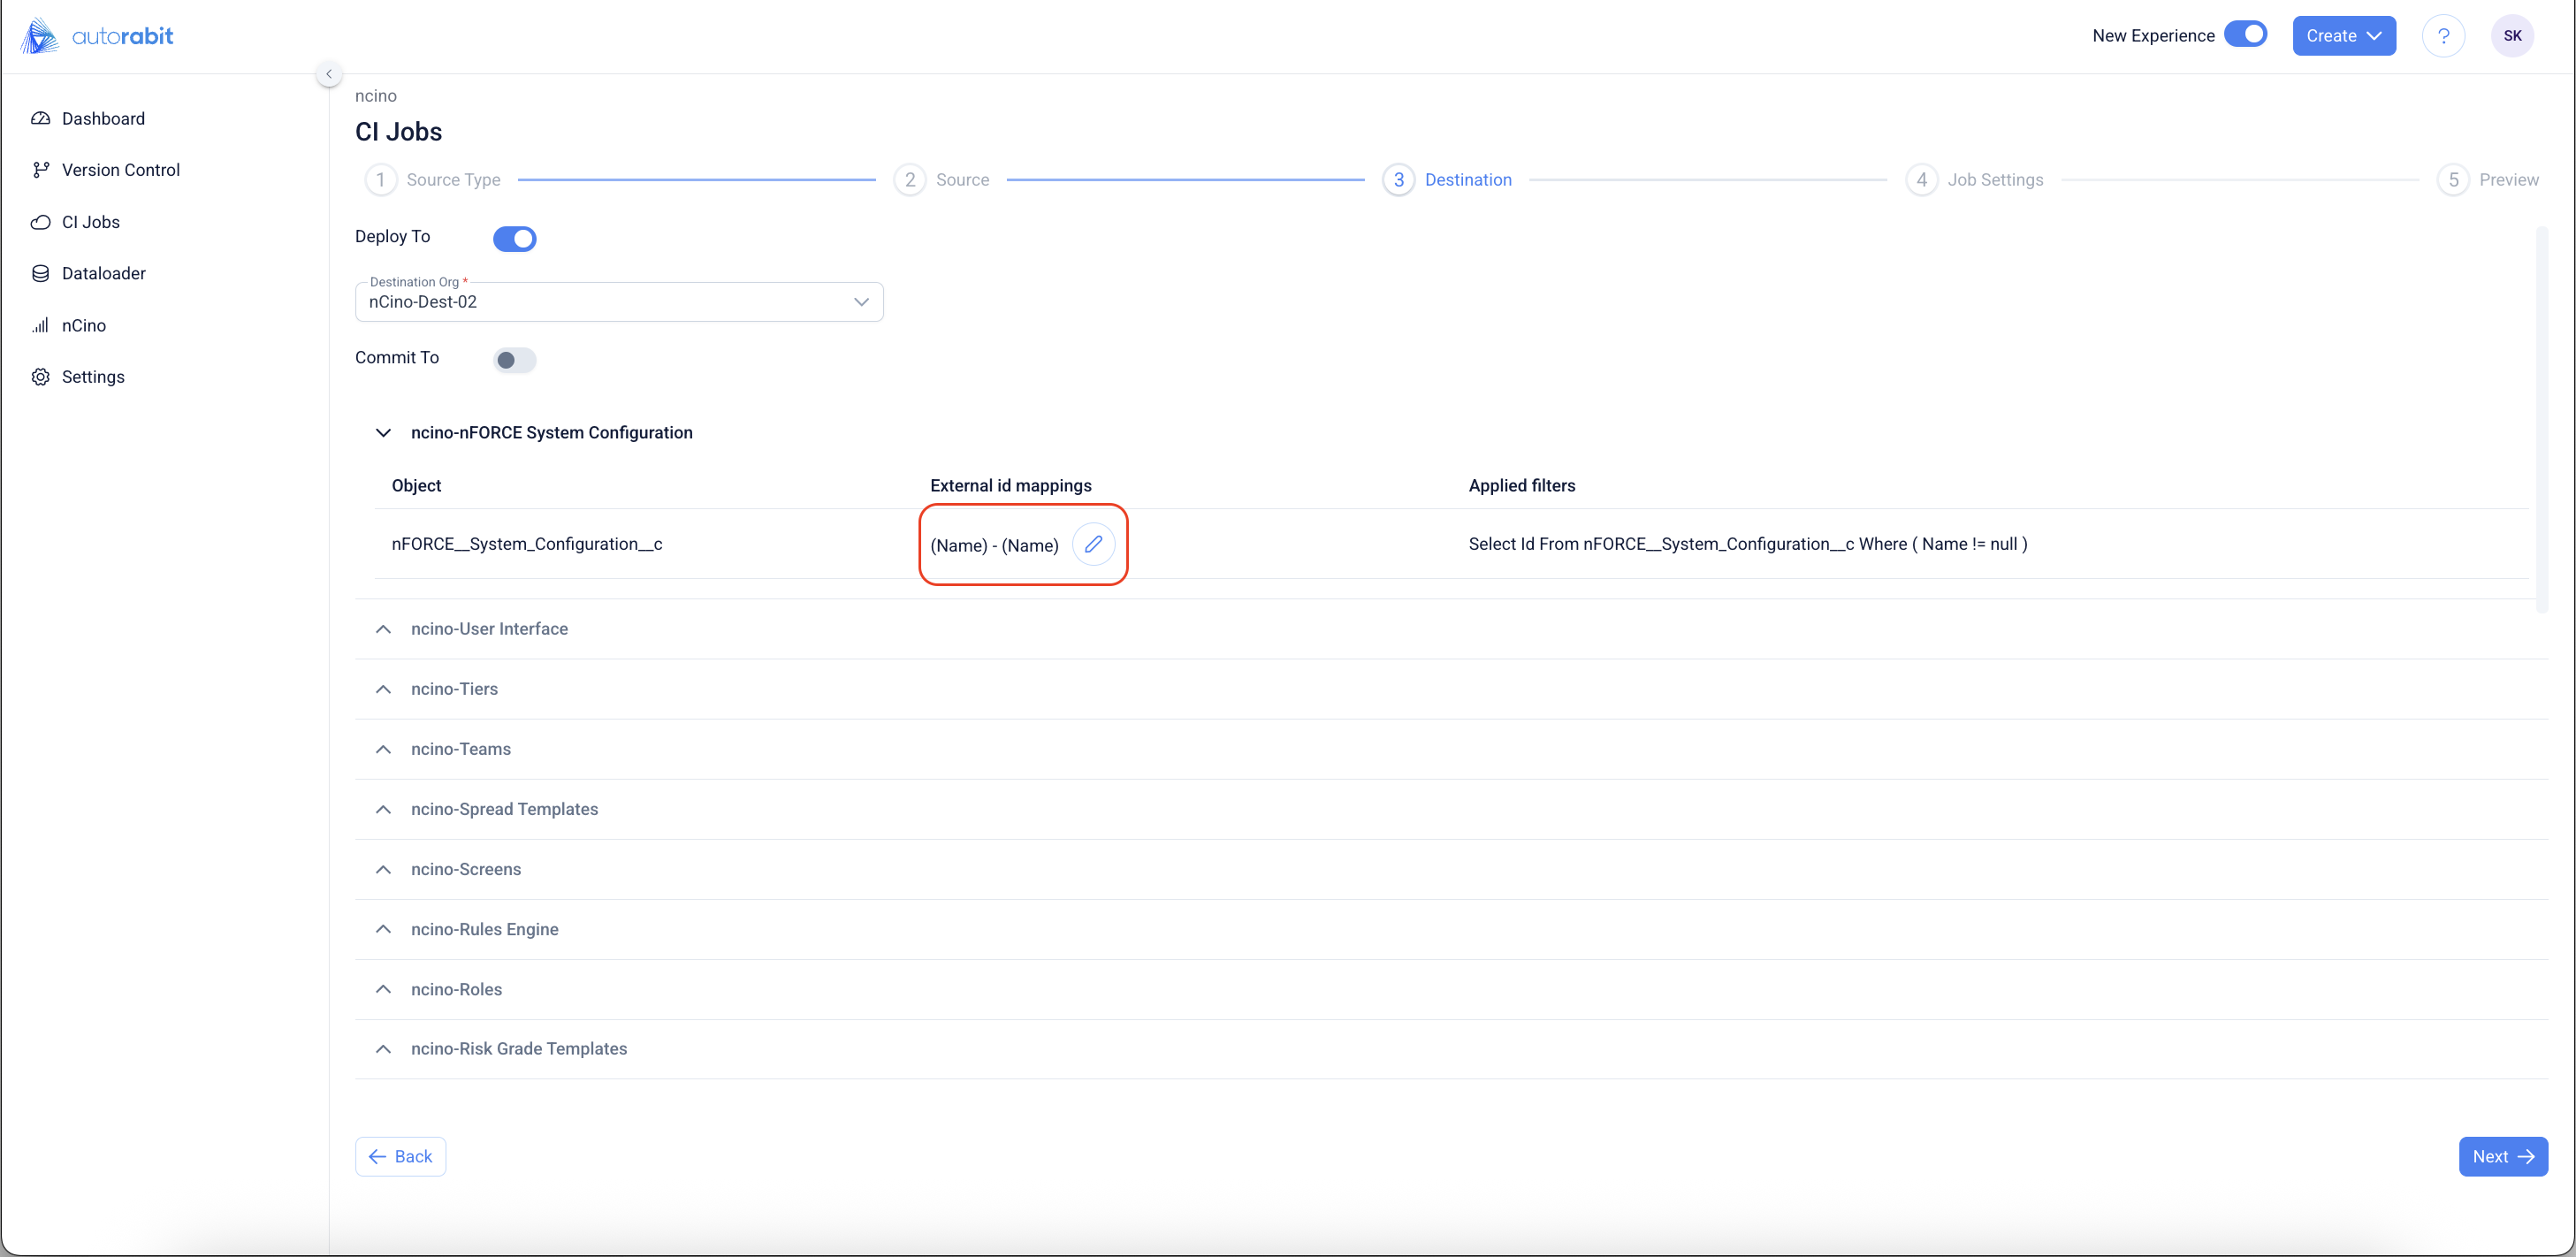 autorabit
New Experience
Create
?
SK
Dashboard
Version Control
CI Jobs
Dataloader
nCino
Settings
ncino
CI Jobs
1 Source Type
2 Source
3 Destination
4 Job Settings
5 Preview
Deploy To
Destination Org *
nCino-Dest-02
Commit To
ncino-nFORCE System Configuration
Object External id mappings Applied filters
nFORCE__System_Configuration__c (Name) - (Name) Select Id From nFORCE__System_Configuration__c Where ( Name != null )
ncino-User Interface
ncino-Tiers
ncino-Teams
ncino-Spread Templates
ncino-Screens
ncino-Rules Engine
ncino-Roles
ncino-Risk Grade Templates
Back
Next